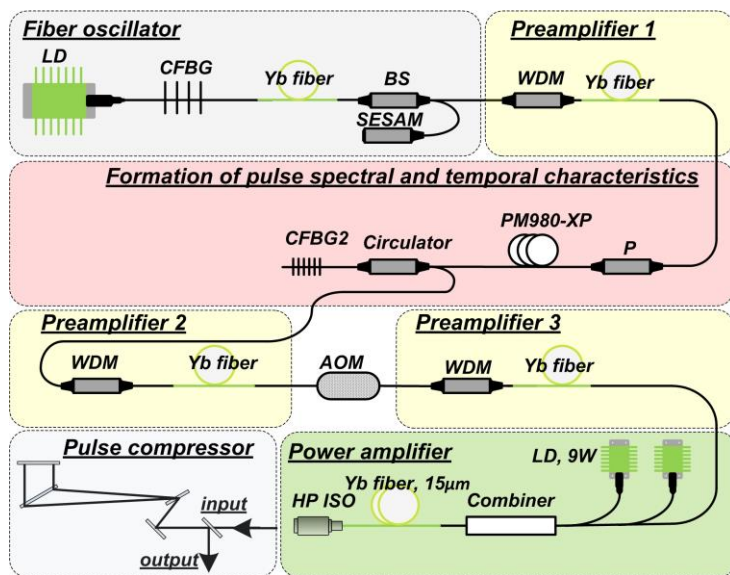 Fiber oscillator
LD
CFBG
Yb fiber
BS
SESAM
Preamplifier 1
WDM
Yb fiber
Formation of pulse spectral and temporal characteristics
CFBG2
Circulator
PM980-XP
P
Preamplifier 2
WDM
Yb fiber
AOM
Preamplifier 3
WDM
Yb fiber
Pulse compressor
input
output
Power amplifier
HP ISO
Yb fiber, 15µm
Combiner
LD, 9W